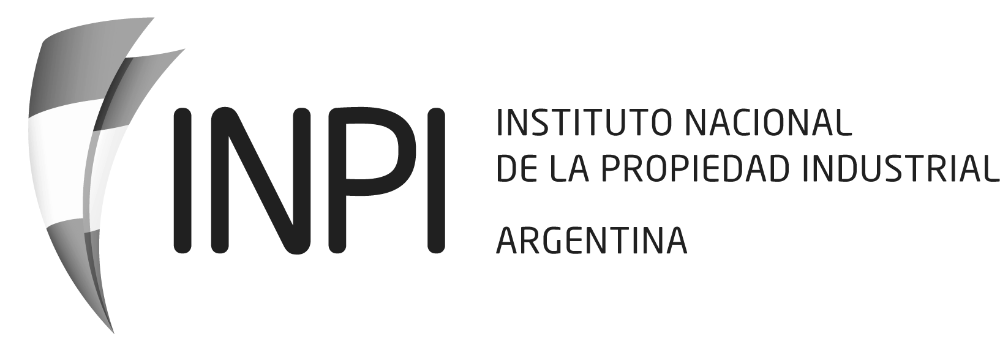 INPI
INSTITUTO NACIONAL
DE LA PROPIEDAD INDUSTRIAL
ARGENTINA